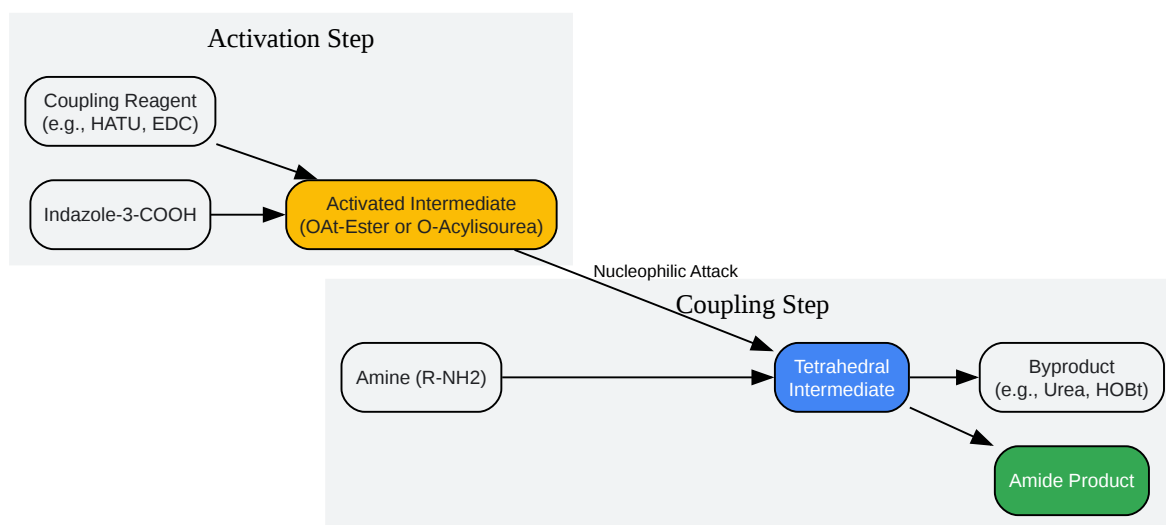 Activation Step
Coupling Reagent
(e.g., HATU, EDC)
Indazole-3-COOH
Activated Intermediate
(OAt-Ester or O-Acylisourea)
Nucleophilic Attack
Coupling Step
Amine (R-NH2)
Tetrahedral
Intermediate
Byproduct
(e.g., Urea, HOBt)
Amide Product